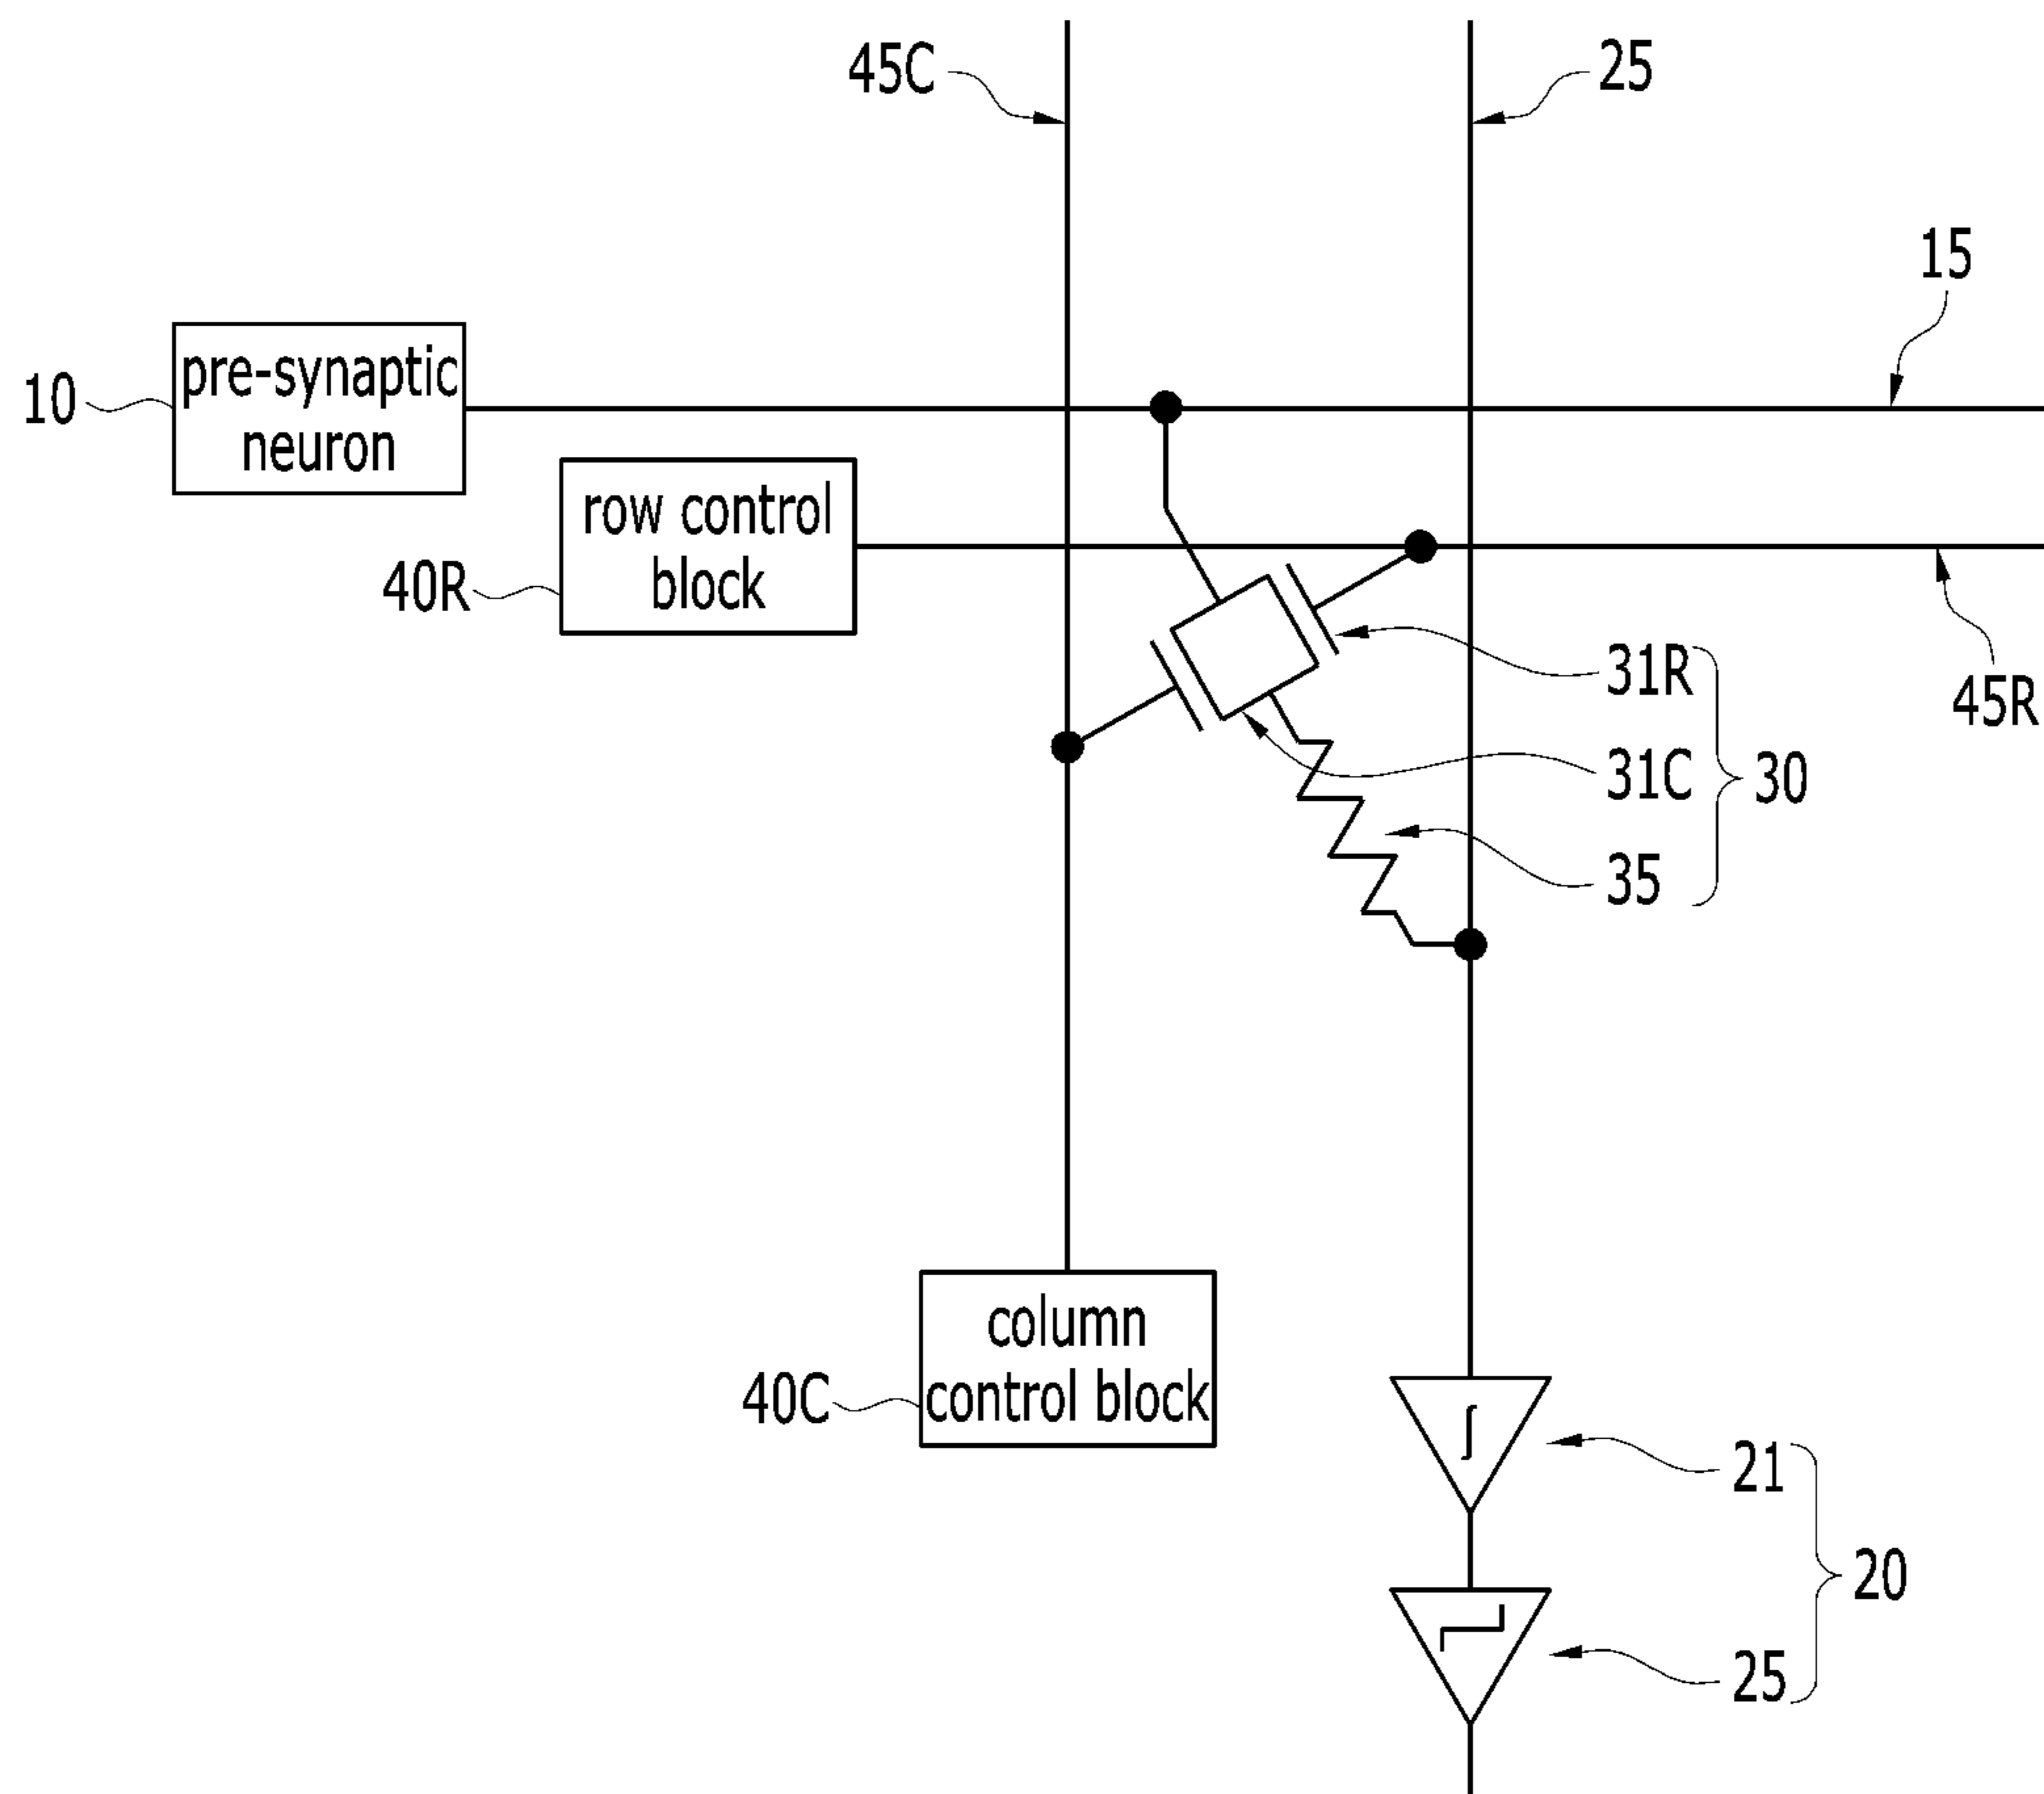 45C
25
15
10
pre-synaptic
neuron
row control
block
40R
31R
45R
31C
30
35
column
control block
40C
∫
21
20
25